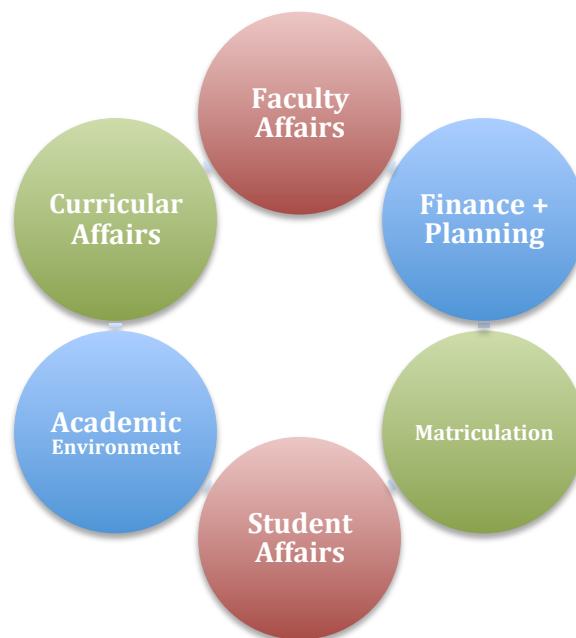 Faculty
Affairs
Curricular
Affairs
Finance +
Planning
Academic
Environment
Matriculation
Student
Affairs